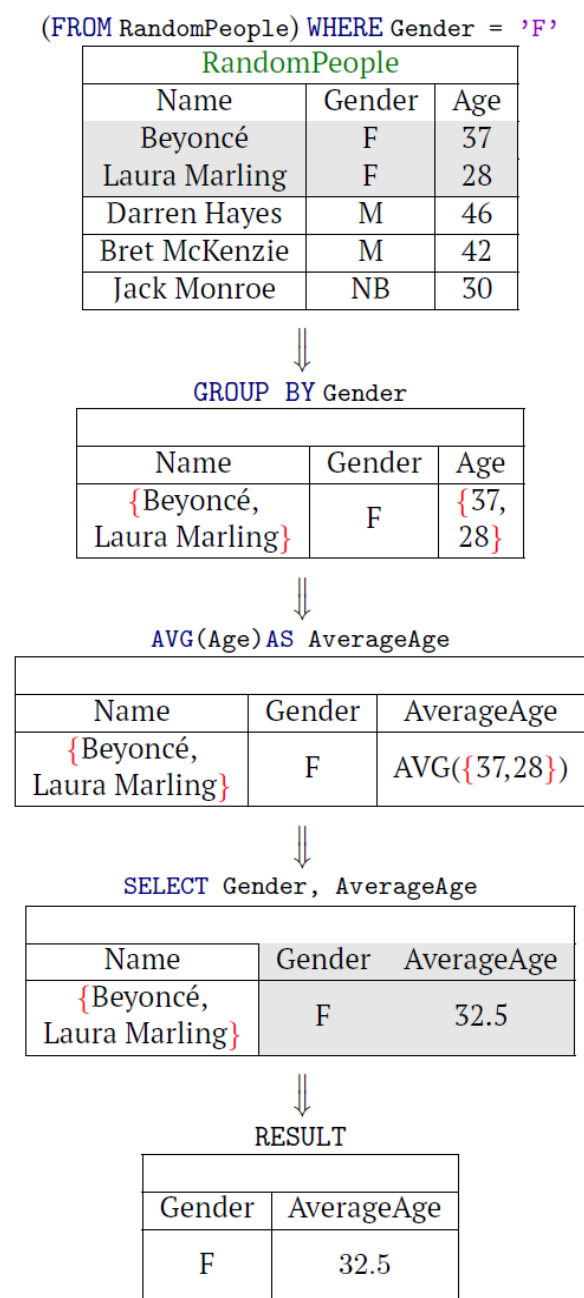 (FROM RandomPeople) WHERE Gender = ’F’
RandomPeople
Name Gender Age
Beyoncé F 37
Laura Marling F 28
Darren Hayes M 46
Bret McKenzie M 42
Jack Monroe NB 30
⇓
GROUP BY Gender
Name Gender Age
{Beyoncé, {37,
F
Laura Marling} 28}
⇓
AVG(Age)AS AverageAge
Name Gender AverageAge
{Beyoncé,
F AVG({37,28})
Laura Marling}
⇓
SELECT Gender, AverageAge
Name Gender AverageAge
{Beyoncé,
F 32.5
Laura Marling}
⇓
RESULT
Gender AverageAge
F 32.5